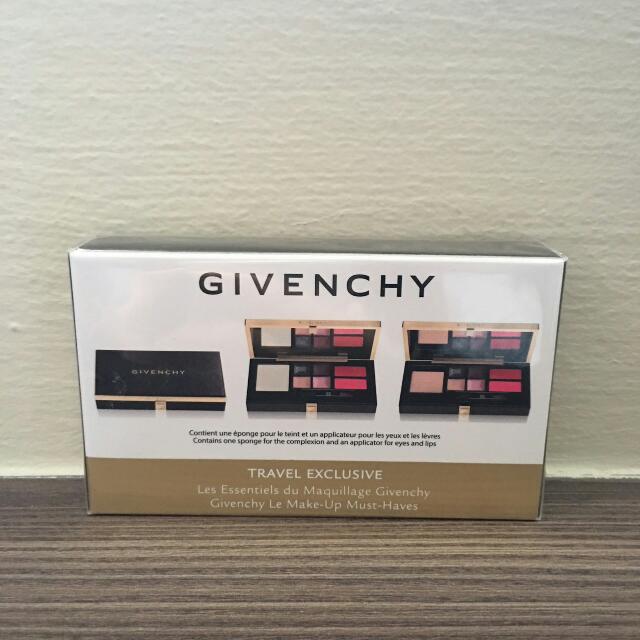 GIVENCHY
GIVENCHY
Contient une éponge pour le teint et un applicateur pour les yeux et les lèvres
Contains one sponge for the complexion and an applicator for eyes and lips
TRAVEL EXCLUSIVE
Les Essentiels du Maquillage Givenchy
Givenchy Le Make-Up Must-Haves